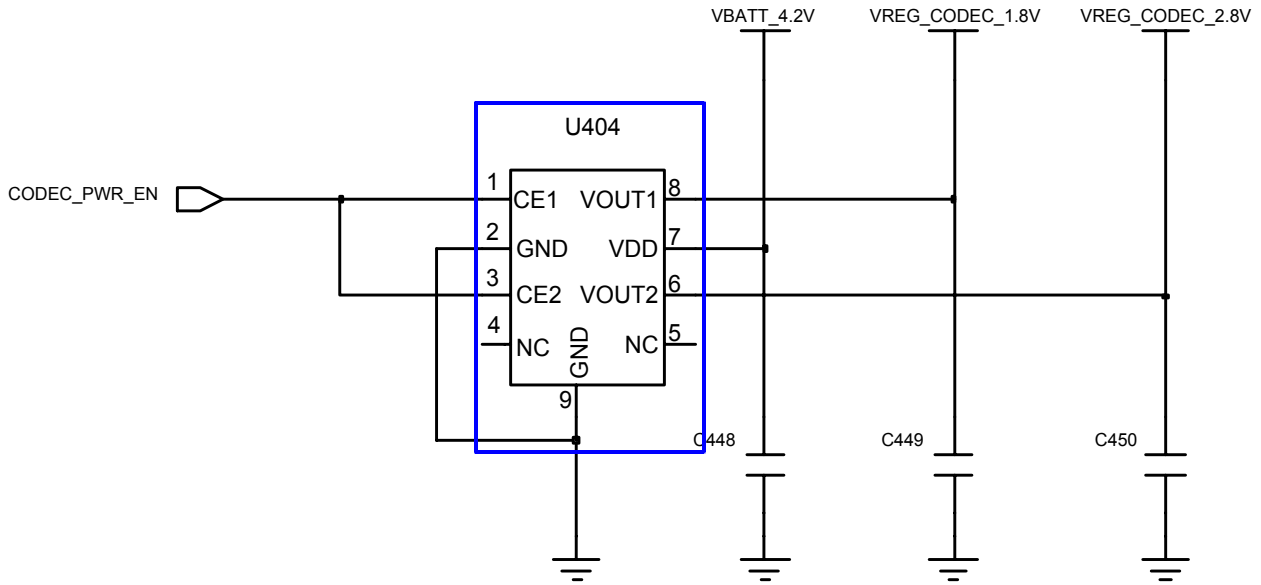 VBATT_4.2V
VREG_CODEC_1.8V
VREG_CODEC_2.8V
U404
CODEC_PWR_EN
1
CE1
VOUT1
8
2
GND
VDD
7
3
CE2
VOUT2
6
4
NC
GND
NC
5
9
C448
C449
C450